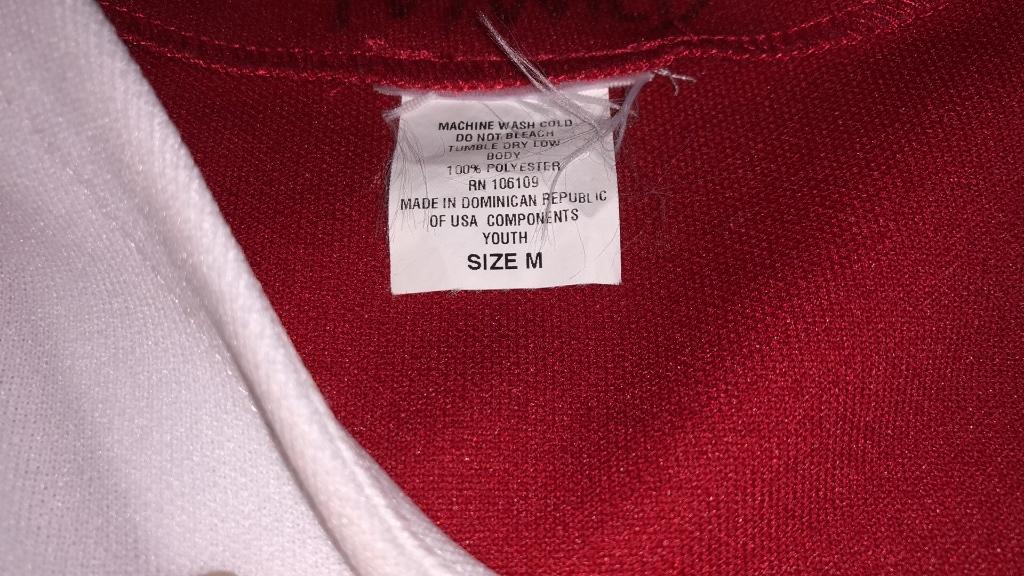 MACHINE WASH COLD
DO NOT BLEACH
TUMBLE DRY LOW
BODY
100% POLYESTER
RN 106109
MADE IN DOMINICAN REPUBLIC
OF USA COMPONENTS
YOUTH
SIZE M